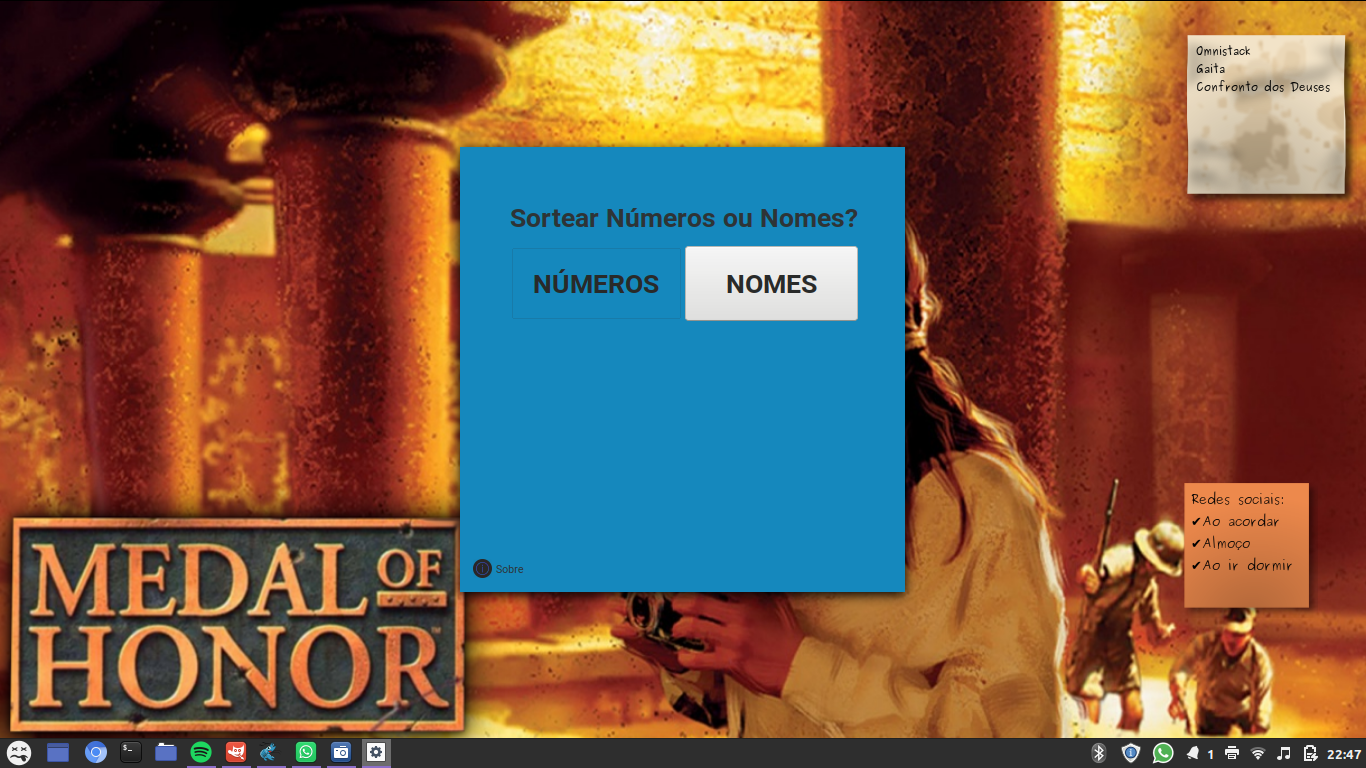 Omnistack
Gaita
Confronto dos Deuses
Sortear Números ou Nomes?
NÚMEROS
NOMES
Sobre
Redes sociais:
✔Ao acordar
✔Almoço
✔Ao ir dormir
MEDAL OF
HONOR
1
22:47